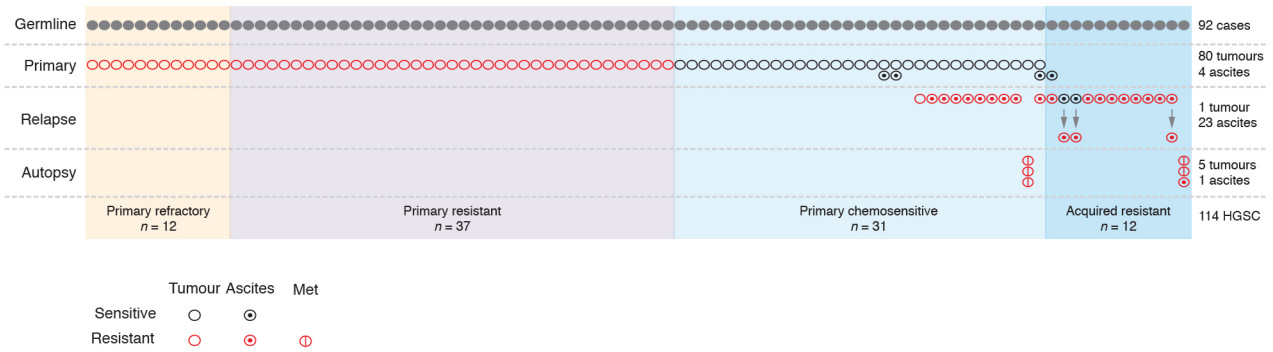 Germline
92 cases
Primary
80 tumours
4 ascites
Relapse
1 tumour
23 ascites
Autopsy
5 tumours
1 ascites
Primary refractory
n = 12
Primary resistant
n = 37
Primary chemosensitive
n = 31
Acquired resistant
n = 12
114 HGSC
Tumour Ascites Met
Sensitive
Resistant